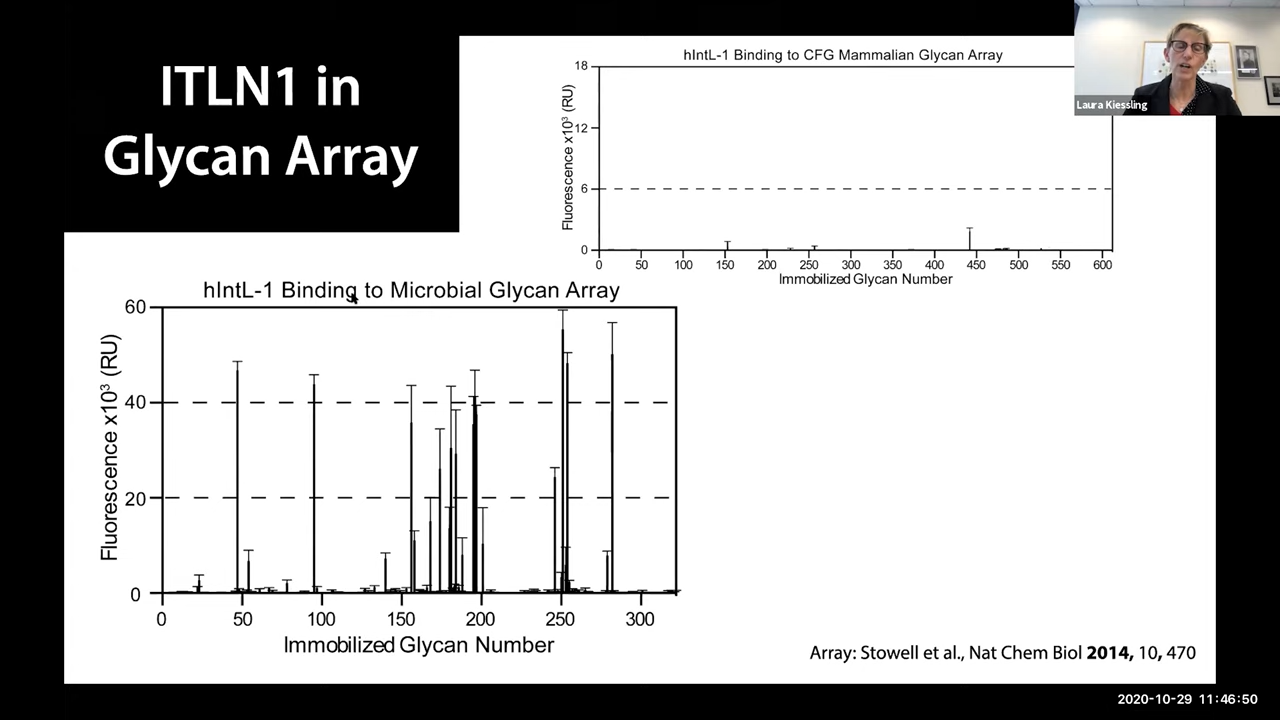 ITLN1 in
Glycan Array
hIntL-1 Binding to CFG Mammalian Glycan Array
Fluorescence x10³ (RU)
18
12
6
0
0 50 100 150 200 250 300 350 400 450 500 550 600
Immobilized Glycan Number
Laura Kiessling
hIntL-1 Binding to Microbial Glycan Array
Fluorescence x10³ (RU)
60
40
20
0
0 50 100 150 200 250 300
Immobilized Glycan Number
Array: Stowell et al., Nat Chem Biol 2014, 10, 470
2020-10-29 11:46:50